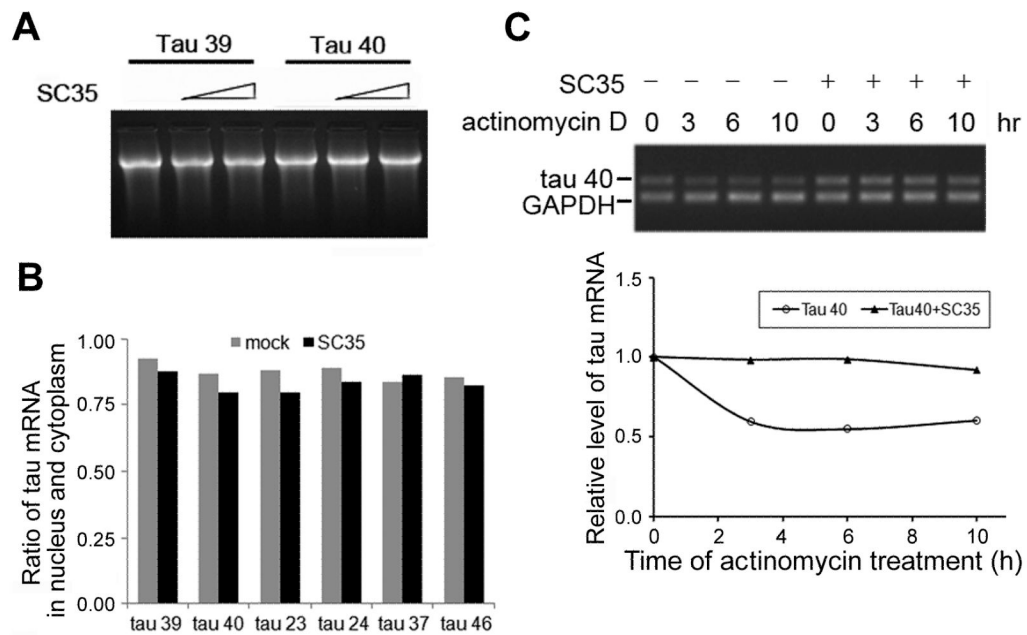 A
Tau 39 Tau 40
SC35
B
1.00
0.75
0.50
0.25
0.00
Ratio of tau mRNA
in nucleus and cytoplasm
mock SC35
tau 39 tau 40 tau 23 tau 24 tau 37 tau 46
C
SC35 − − − − + + + +
actinomycin D 0 3 6 10 0 3 6 10 hr
tau 40
GAPDH
1.5
1.0
0.5
0.0
Relative level of tau mRNA
Tau 40 Tau40+SC35
0 2 4 6 8 10
Time of actinomycin treatment (h)